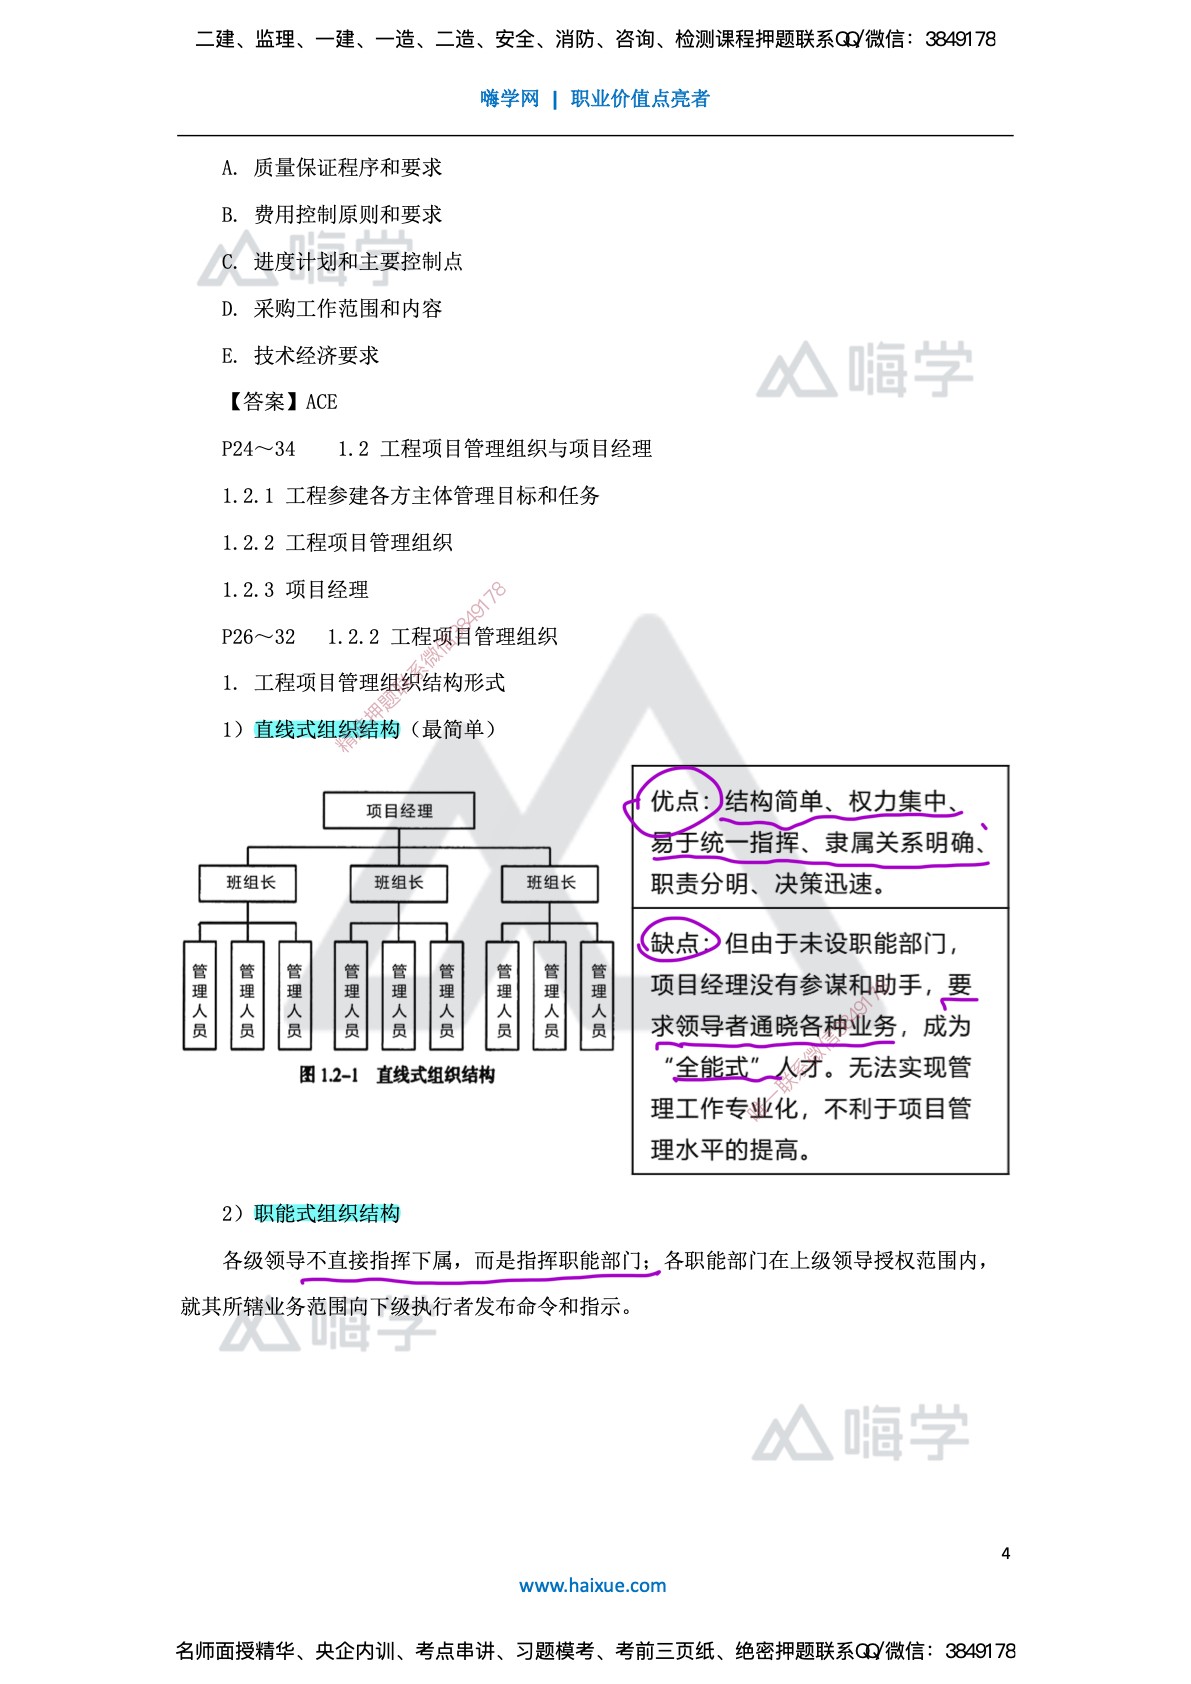 二建、监理、一建、一造、二造、安全、消防、咨询、检测课程押题联系QQ/微信：3849178
嗨学网 | 职业价值点亮者
A. 质量保证程序和要求
B. 费用控制原则和要求
C. 进度计划和主要控制点
D. 采购工作范围和内容
E. 技术经济要求
【答案】ACE
P24～34 1.2 工程项目管理组织与项目经理
1.2.1 工程参建各方主体管理目标和任务
1.2.2 工程项目管理组织
1.2.3 项目经理
P26～32 1.2.2 工程项目管理组织
1. 工程项目管理组织结构形式
1）直线式组织结构（最简单）
项目经理
班组长 班组长 班组长
管理人员 管理人员 管理人员 管理人员 管理人员 管理人员 管理人员 管理人员 管理人员
图 1.2-1 直线式组织结构
优点：结构简单、权力集中、
易于统一指挥、隶属关系明确、
职责分明、决策迅速。
缺点：但由于未设职能部门，
项目经理没有参谋和助手，要
求领导者通晓各种业务，成为
“全能式”人才。无法实现管
理工作专业化，不利于项目管
理水平的提高。
2）职能式组织结构
各级领导不直接指挥下属，而是指挥职能部门；各职能部门在上级领导授权范围内，
就其所辖业务范围向下级执行者发布命令和指示。
嗨学
嗨学
嗨学
嗨学
4
www.haixue.com
名师面授精华、央企内训、考点串讲、习题模考、考前三页纸、绝密押题联系QQ/微信：3849178